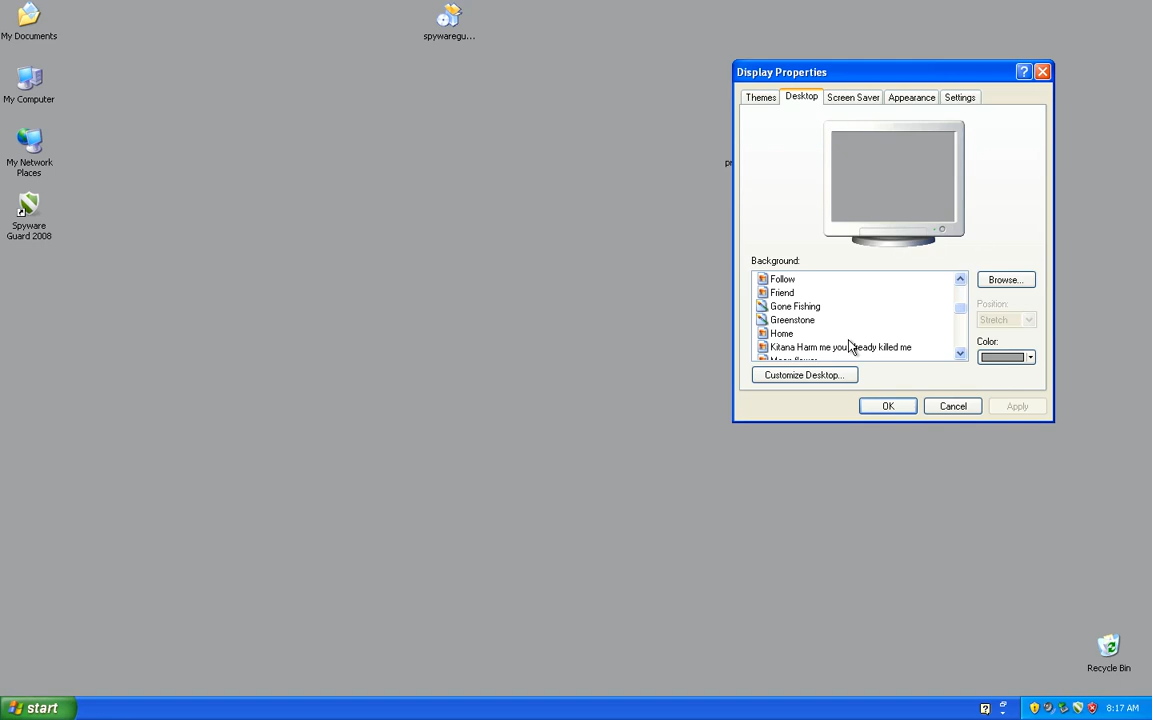 My Documents
spywaregu...
Display Properties
Themes
Desktop
Screen Saver
Appearance
Settings
My Computer
My Network
Places
Spyware
Guard 2008
Background:
Follow
Friend
Gone Fishing
Greenstone
Home
Kitana Harm me you already killed me
Browse...
Position:
Stretch
Color:
Customize Desktop...
OK
Cancel
Apply
Recycle Bin
start
8:17 AM